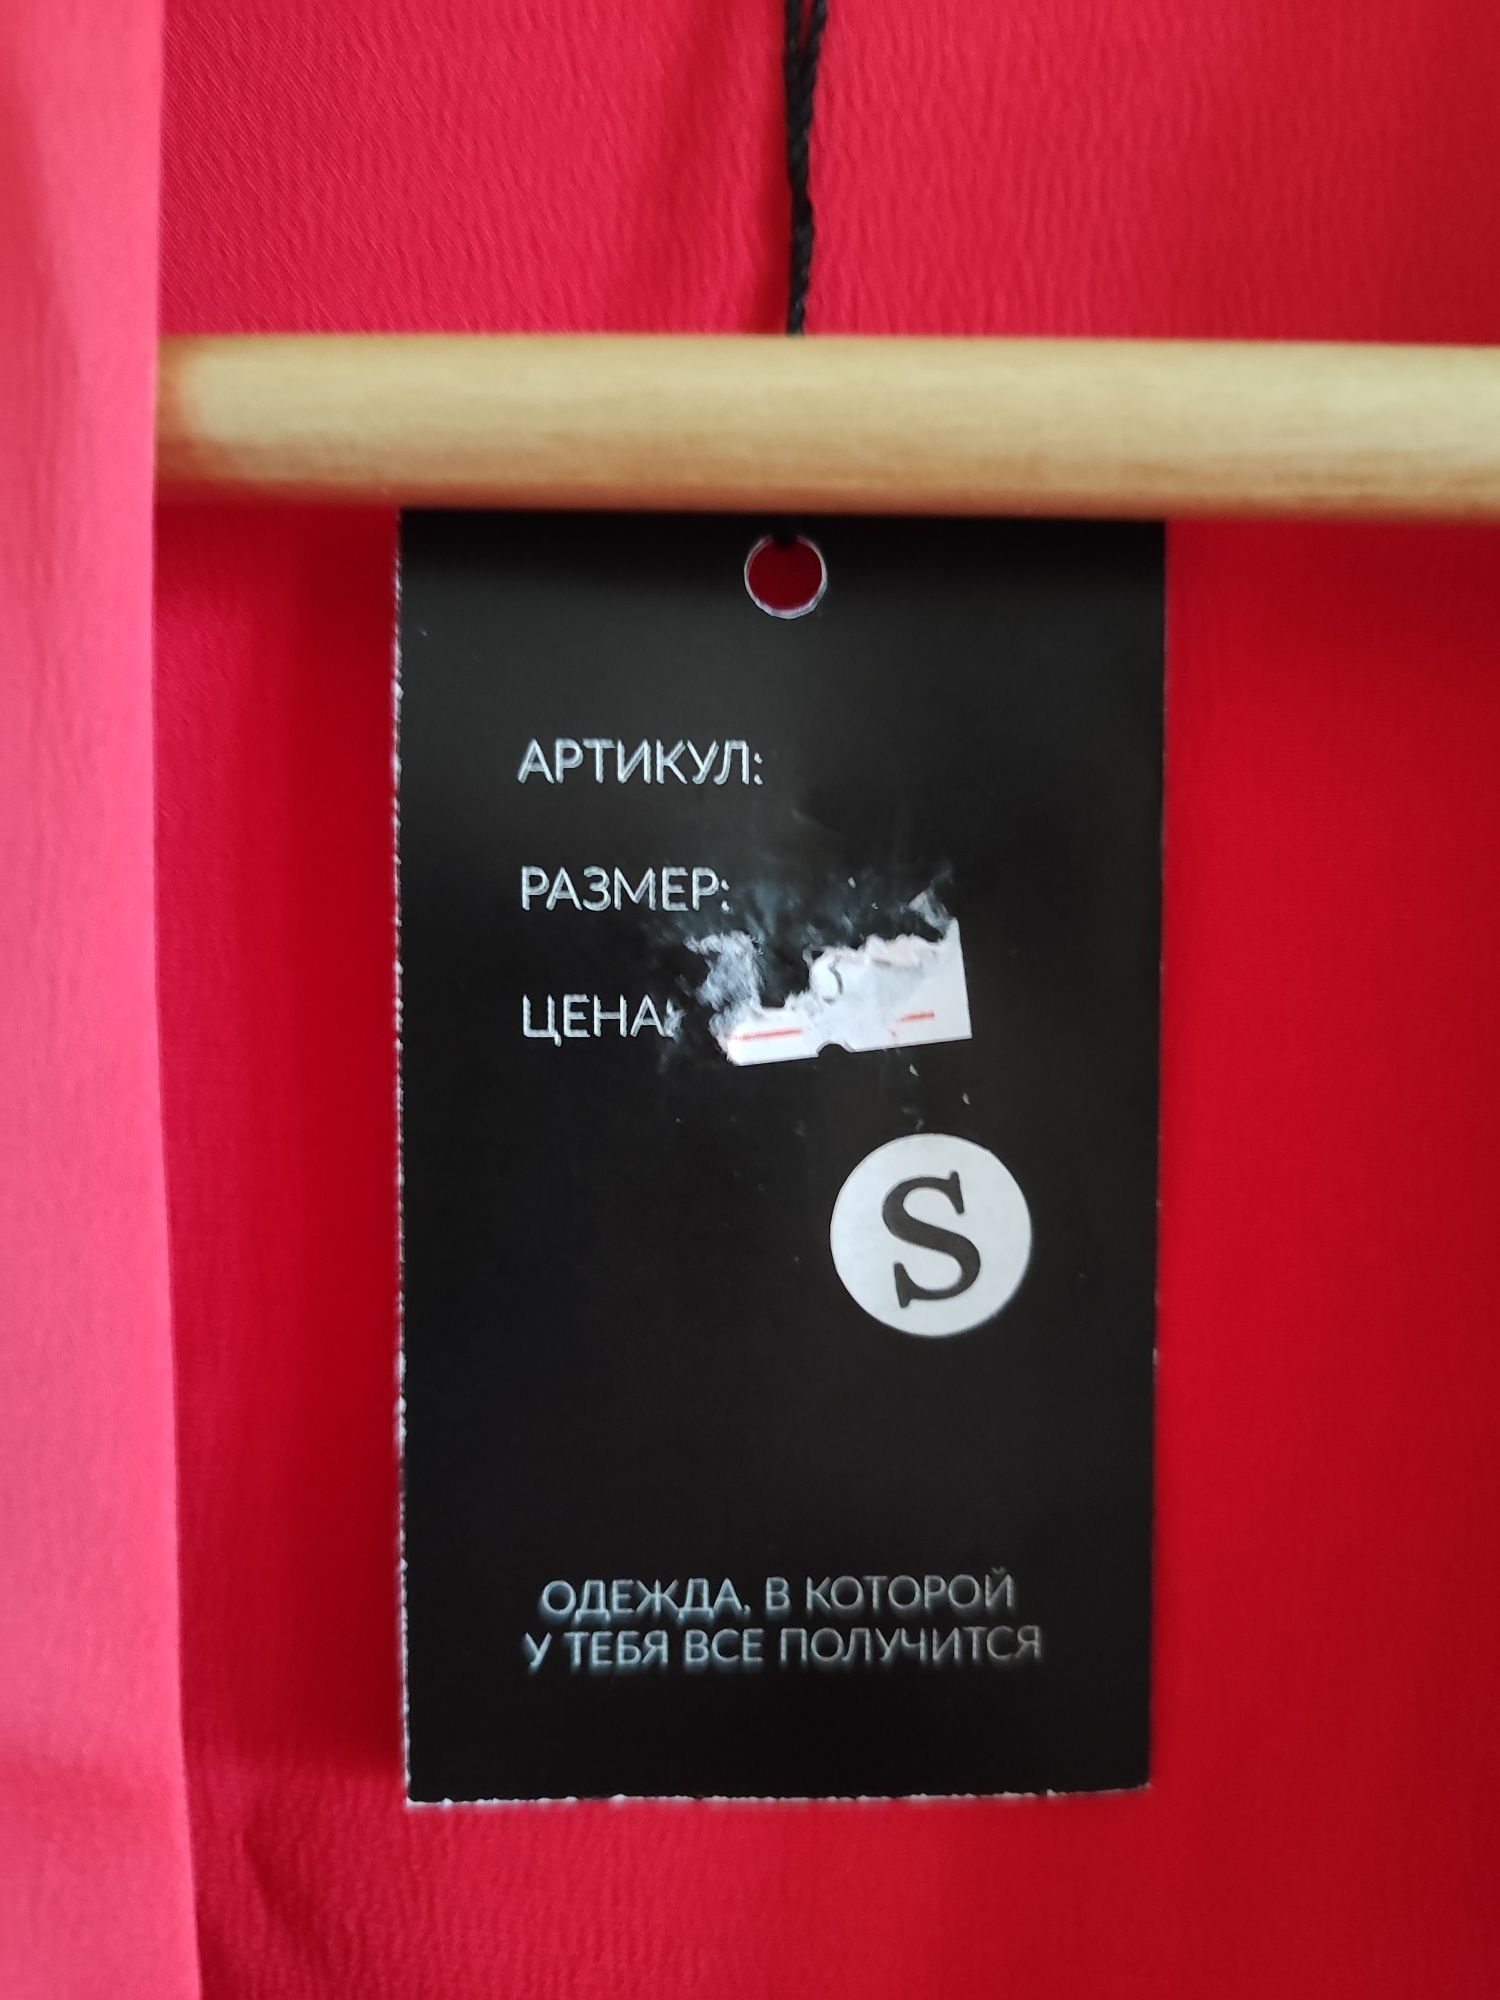 АРТИКУЛ:
РАЗМЕР:
ЦЕНА:
S
ОДЕЖДА, В КОТОРОЙ
У ТЕБЯ ВСЕ ПОЛУЧИТСЯ